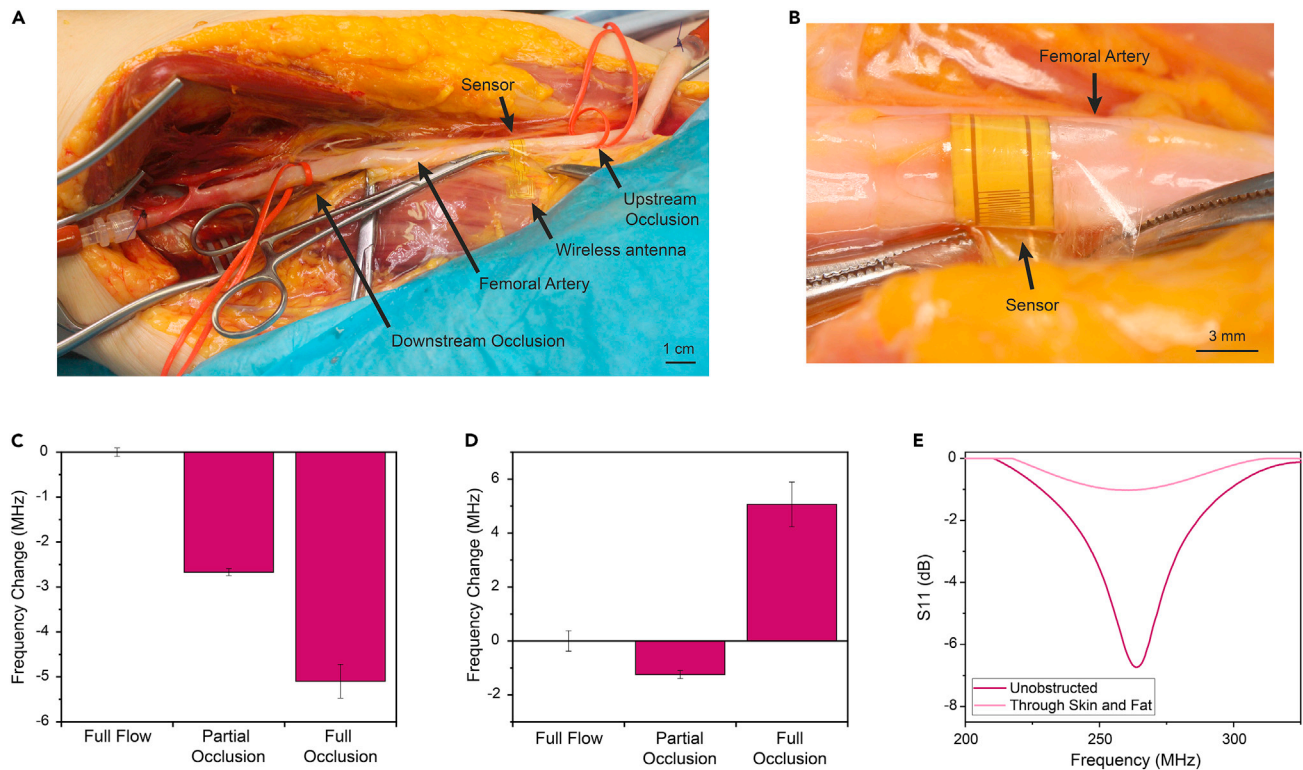 A
Sensor
Upstream
Occlusion
Wireless antenna
Femoral Artery
Downstream Occlusion
1 cm
B
Femoral Artery
Sensor
3 mm
C
Frequency Change (MHz)
0
-1
-2
-3
-4
-5
-6
Full Flow
Partial
Occlusion
Full
Occlusion
D
Frequency Change (MHz)
6
4
2
0
-2
Full Flow
Partial
Occlusion
Full
Occlusion
E
S11 (dB)
0
-2
-4
-6
-8
Unobstructed
Through Skin and Fat
200
250
300
Frequency (MHz)